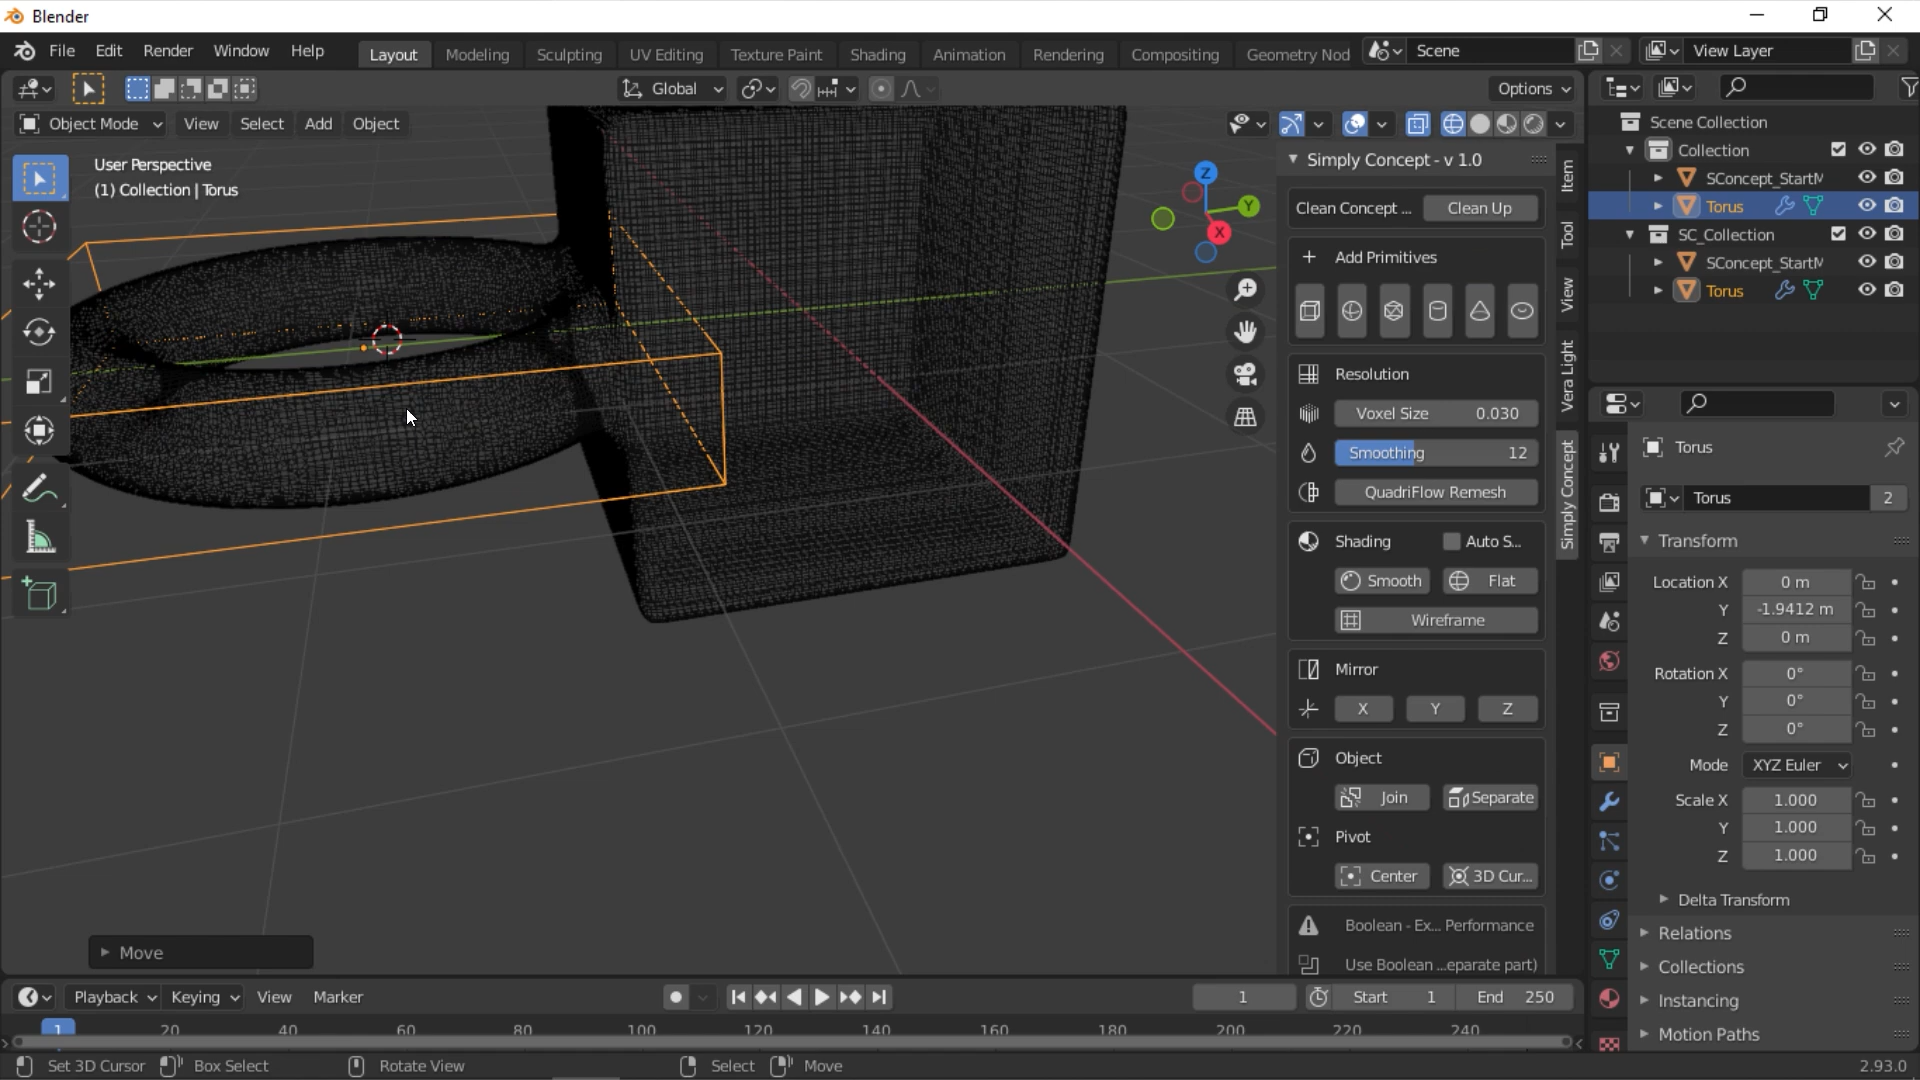 Blender
File Edit Render Window Help
Layout Modeling Sculpting UV Editing Texture Paint Shading Animation Rendering Compositing Geometry Nod
Scene
View Layer
Global
Options
Object Mode View Select Add Object
User Perspective
(1) Collection | Torus
Z
Y
X
Simply Concept - v 1.0
Clean Concept ... Clean Up
Add Primitives
Resolution
Voxel Size 0.030
Smoothing 12
QuadriFlow Remesh
Shading Auto S...
Smooth Flat
Wireframe
Mirror
X Y Z
Object
Join Separate
Pivot
Center 3D Cur...
Boolean - Ex... Performance
Use Boolean ...eparate part)
Item
Tool
View
Vera Light
Simply Concept
Scene Collection
Collection
SConcept_StartM
Torus
SC_Collection
SConcept_StartM
Torus
Torus
Torus 2
Transform
Location X 0 m
Y -1.9412 m
Z 0 m
Rotation X 0°
Y 0°
Z 0°
Mode XYZ Euler
Scale X 1.000
Y 1.000
Z 1.000
Delta Transform
Relations
Collections
Instancing
Motion Paths
Move
Playback Keying View Marker
1 Start 1 End 250
1 20 40 60 80 100 120 140 160 180 200 220 240
Set 3D Cursor Box Select Rotate View Select Move 2.93.0